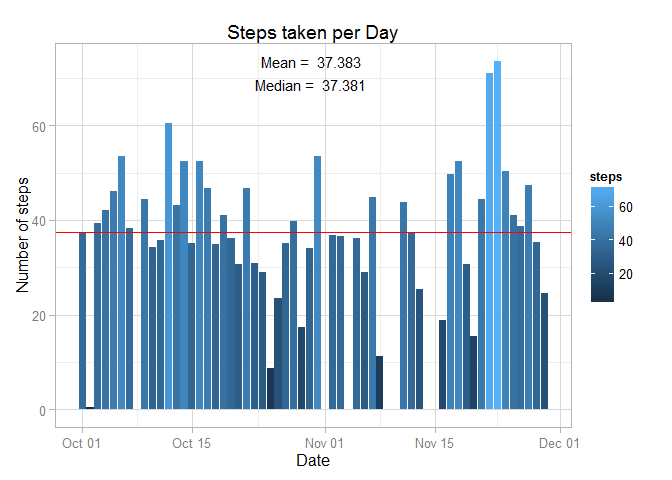 Steps taken per Day
Mean =  37.383
Median =  37.381
Number of steps
60
40
20
0
Oct 01
Oct 15
Nov 01
Nov 15
Dec 01
Date
steps
60
40
20